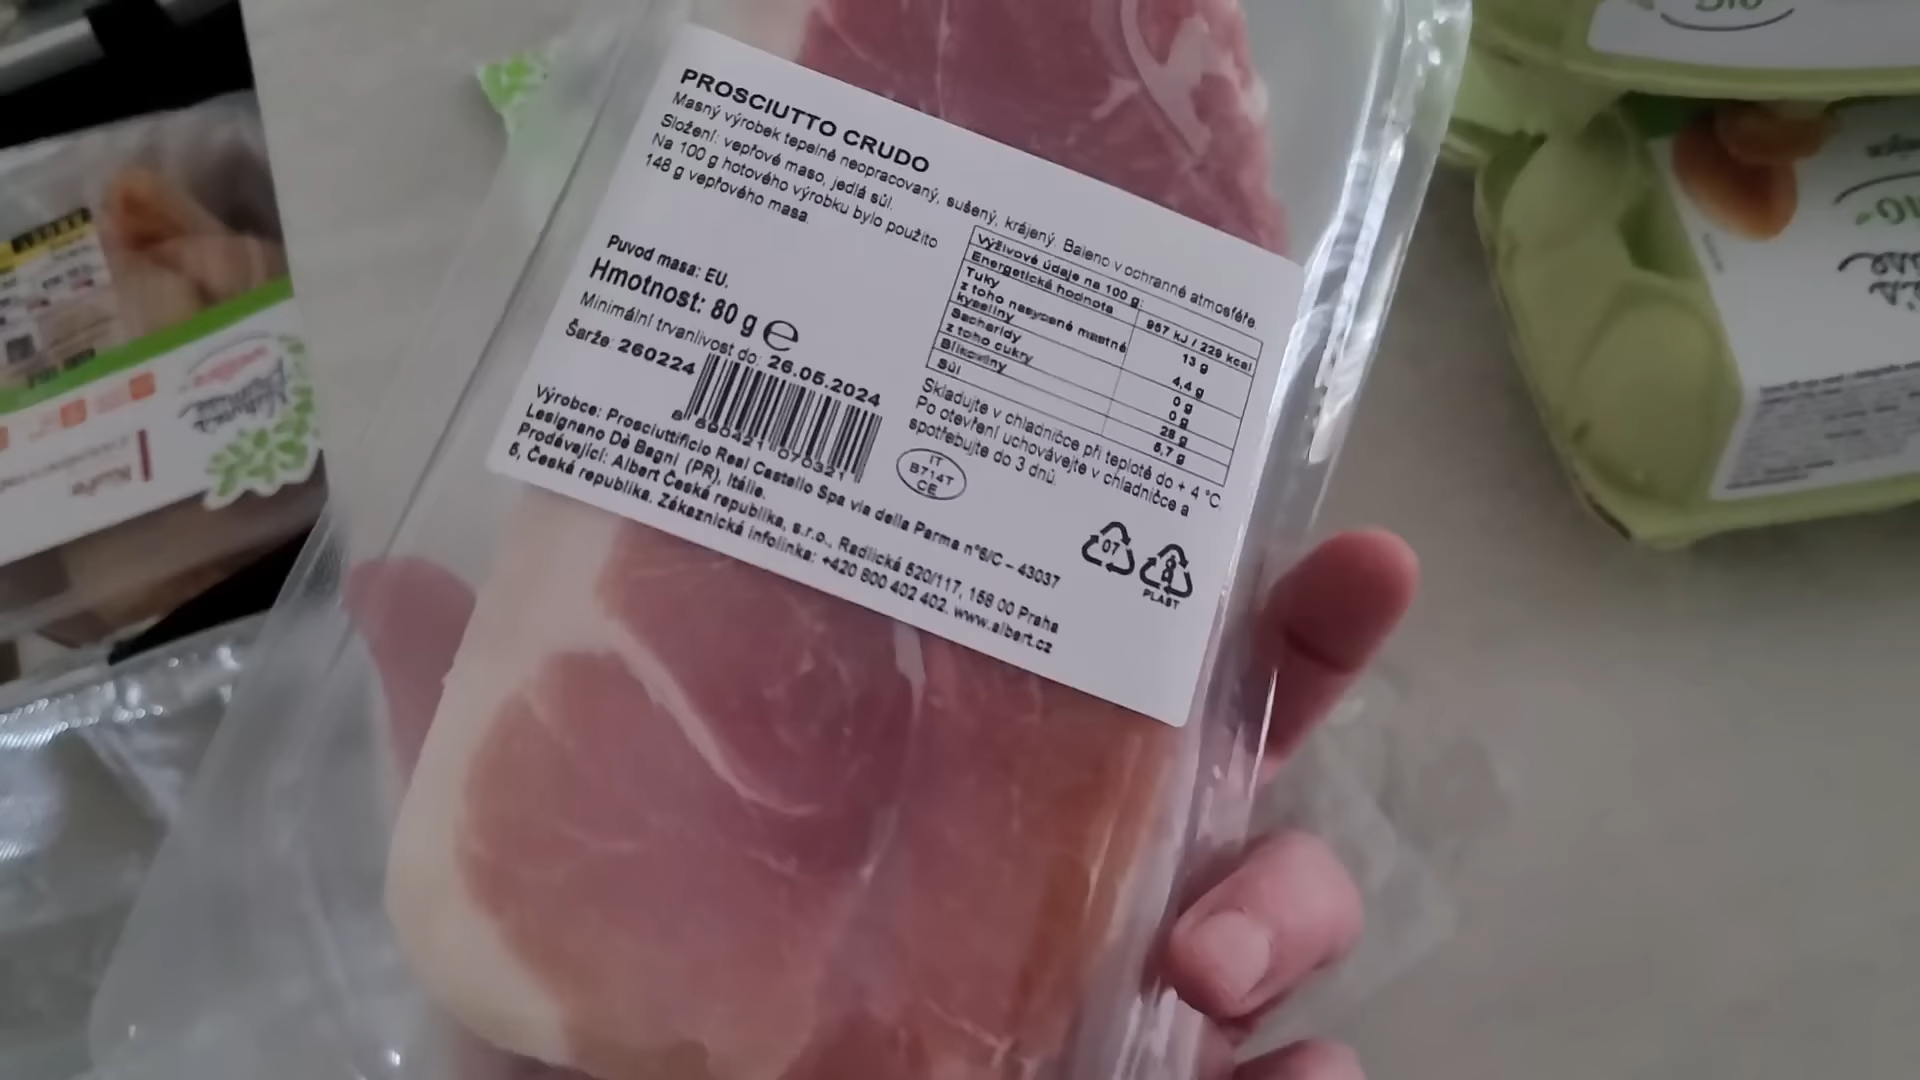 PROSCIUTTO CRUDO
Masný výrobek tepelně neopracovaný, sušený, krájený. Baleno v ochranné atmosféře.
Složení: vepřové maso, jedlá sůl.
Na 100 g hotového výrobku bylo použito
148 g vepřového masa.
Puvod masa: EU.
Hmotnost: 80 g e
Minimální trvanlivost do: 26.05.2024
Šarže: 260224
Výživové údaje na 100 g:
Energetická hodnota 957 kJ / 229 kcal
Tuky 13 g
z toho nasycené mastné
kyseliny 4,4 g
Sacharidy 0 g
z toho cukry 0 g
Bílkoviny 28 g
Sůl 5,7 g
Skladujte v chladničce při teplotě do + 4 °C.
Po otevření uchovávejte v chladničce a
spotřebujte do 3 dnů.
IT
B714T
CE
Výrobce: Prosciuttificio Real Castello Spa via della Parma n°6/C – 43037
Lesignano Dè Bagni (PR), Itálie.
Prodávající: Albert Česká republika, s.r.o., Radlická 520/117, 158 00 Praha
5, Česká republika. Zákaznická infolinka: +420 800 402 402. www.albert.cz
07
PLAST
Bio